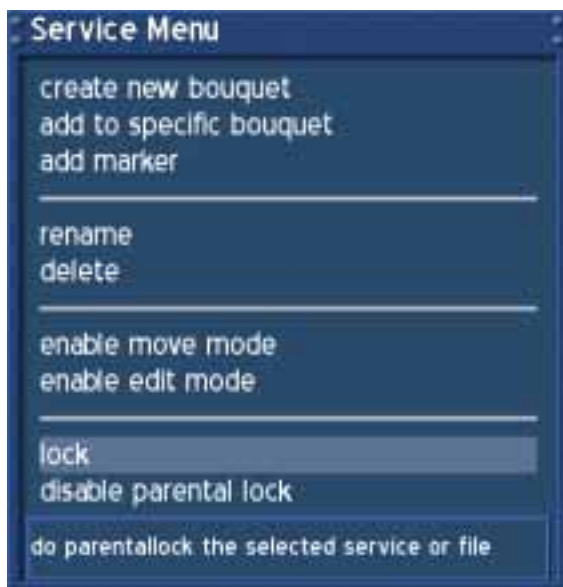 Service Menu
create new bouquet
add to specific bouquet
add marker
rename
delete
enable move mode
enable edit mode
lock
disable parental lock
do parentallock the selected service or file